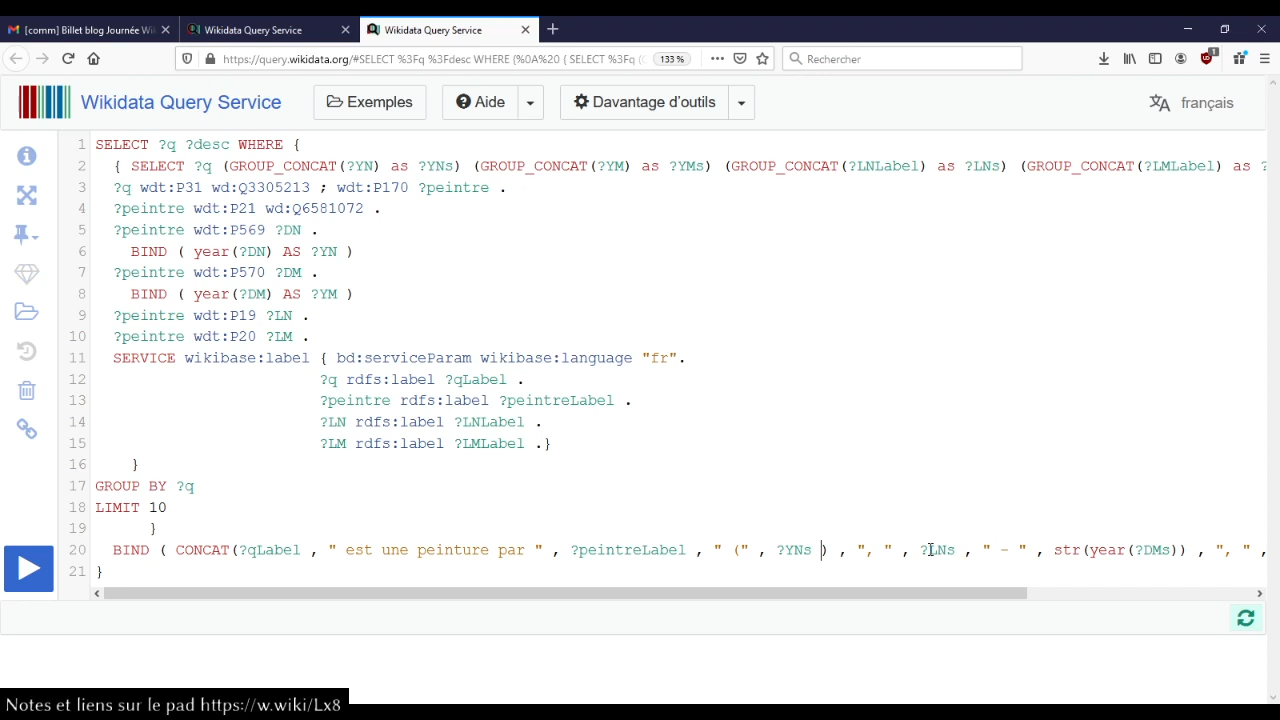 [comm] Billet blog Journée Wi
Wikidata Query Service
Wikidata Query Service
https://query.wikidata.org/#SELECT %3Fq %3Fdesc WHERE {%0A%20 { SELECT %3Fq (
133 %
Rechercher
1
Wikidata Query Service
Exemples
Aide
Davantage d'outils
français
1 SELECT ?q ?desc WHERE {
2 { SELECT ?q (GROUP_CONCAT(?YN) as ?YNs) (GROUP_CONCAT(?YM) as ?YMs) (GROUP_CONCAT(?LNLabel) as ?LNs) (GROUP_CONCAT(?LMLabel) as ?
3 ?q wdt:P31 wd:Q3305213 ; wdt:P170 ?peintre .
4 ?peintre wdt:P21 wd:Q6581072 .
5 ?peintre wdt:P569 ?DN .
6 BIND ( year(?DN) AS ?YN )
7 ?peintre wdt:P570 ?DM .
8 BIND ( year(?DM) AS ?YM )
9 ?peintre wdt:P19 ?LN .
10 ?peintre wdt:P20 ?LM .
11 SERVICE wikibase:label { bd:serviceParam wikibase:language "fr".
12 ?q rdfs:label ?qLabel .
13 ?peintre rdfs:label ?peintreLabel .
14 ?LN rdfs:label ?LNLabel .
15 ?LM rdfs:label ?LMLabel .}
16 }
17 GROUP BY ?q
18 LIMIT 10
19 }
20 BIND ( CONCAT(?qLabel , " est une peinture par " , ?peintreLabel , " (" , ?YNs ) , ", " , ?LNs , " - " , str(year(?DMs)) , ", " ,
21 }
Notes et liens sur le pad https://w.wiki/Lx8